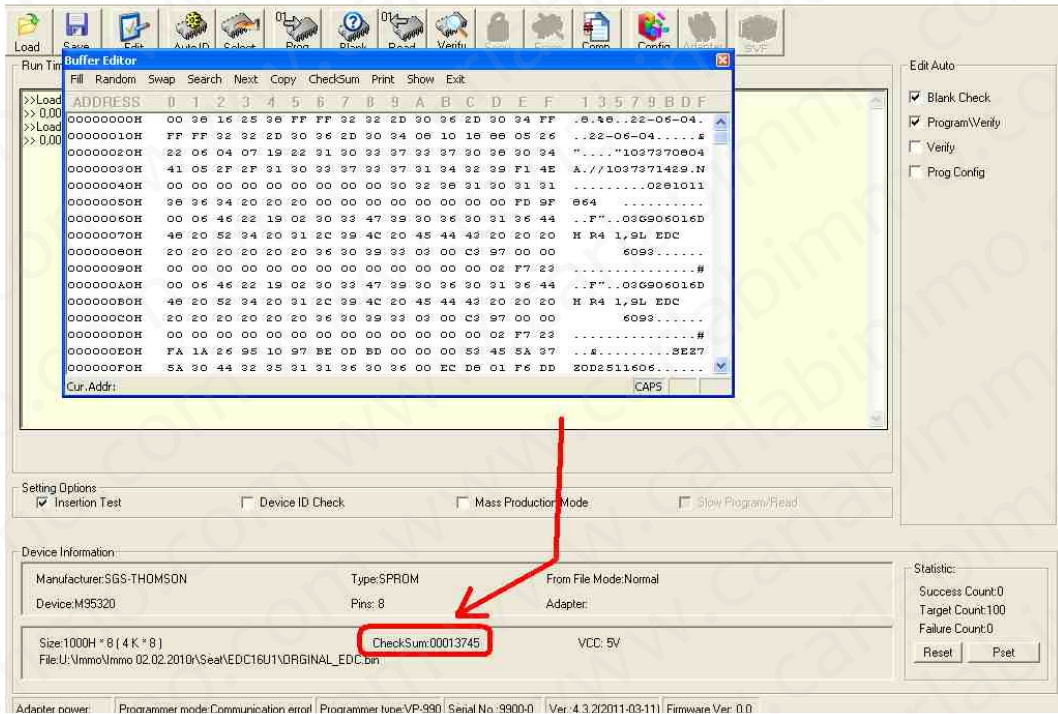 Load Save Edit AutoID Select Prog Blank Read Verify Comp Config Adapter SVF
Run Tim
Buffer Editor
Fill Random Swap Search Next Copy CheckSum Print Show Exit
>>Load
>> 0,00
>>Load
>> 0,00
ADDRESS 0 1 2 3 4 5 6 7 8 9 A B C D E F 1 3 5 7 9 B D F
00000000H 00 38 16 25 38 FF FF 32 32 2D 30 36 2D 30 34 FF .8.%8..22-06-04.
00000010H FF FF 32 32 2D 30 36 2D 30 34 08 10 18 88 05 26 ..22-06-04.....&
00000020H 22 06 04 07 19 22 31 30 33 37 33 37 30 38 30 34 "...."1037370804
00000030H 41 05 2F 2F 31 30 33 37 33 37 31 34 32 39 F1 4E A.//1037371429.N
00000040H 00 00 00 00 00 00 00 00 30 32 38 31 30 31 31 .........0281011
00000050H 38 36 34 20 20 20 00 00 00 00 00 00 00 00 FD 9F 864 ..........
00000060H 00 06 46 22 19 02 30 33 47 39 30 36 30 31 36 44 ..F"..03G906016D
00000070H 48 20 52 34 20 31 2C 39 4C 20 45 44 43 20 20 20 H R4 1,9L EDC
00000080H 20 20 20 20 20 20 36 30 39 33 03 00 C3 97 00 00 6093......
00000090H 00 00 00 00 00 00 00 00 00 00 00 00 00 02 F7 23 ...............#
000000A0H 00 06 46 22 19 02 30 33 47 39 30 36 30 31 36 44 ..F"..03G906016D
000000B0H 48 20 52 34 20 31 2C 39 4C 20 45 44 43 20 20 20 H R4 1,9L EDC
000000C0H 20 20 20 20 20 20 36 30 39 33 03 00 C3 97 00 00 6093......
000000D0H 00 00 00 00 00 00 00 00 00 00 00 00 00 02 F7 23 ...............#
000000E0H FA 1A 26 95 10 97 BE 0D BD 00 00 00 53 45 5A 37 ..&.........SEZ7
000000F0H 5A 30 44 32 35 31 31 36 30 36 00 EC D8 01 F6 DD Z0D2511606......
Cur.Addr: CAPS
Edit Auto
Blank Check
Program\Verify
Verify
Prog Config
Setting Options
Insertion Test Device ID Check Mass Production Mode Slow Program/Read
Device Information
Manufacturer:SGS-THOMSON Type:SPROM From File Mode:Normal
Device:M95320 Pins: 8 Adapter:
Size:1000H * 8 ( 4 K * 8 ) CheckSum:00013745 VCC: 5V
File:U:\Immo\Immo 02.02.2010r\Seat\EDC16U1\ORGINAL_EDC.bin
Statistic:
Success Count:0
Target Count:100
Failure Count:0
Reset Pset
Adapter power: Programmer mode:Communication error! Programmer type:VP-990 Serial No.:9900-0 Ver.:4.3.2(2011-03-11) Firmware Ver: 0.0
www.carlabimmo.com